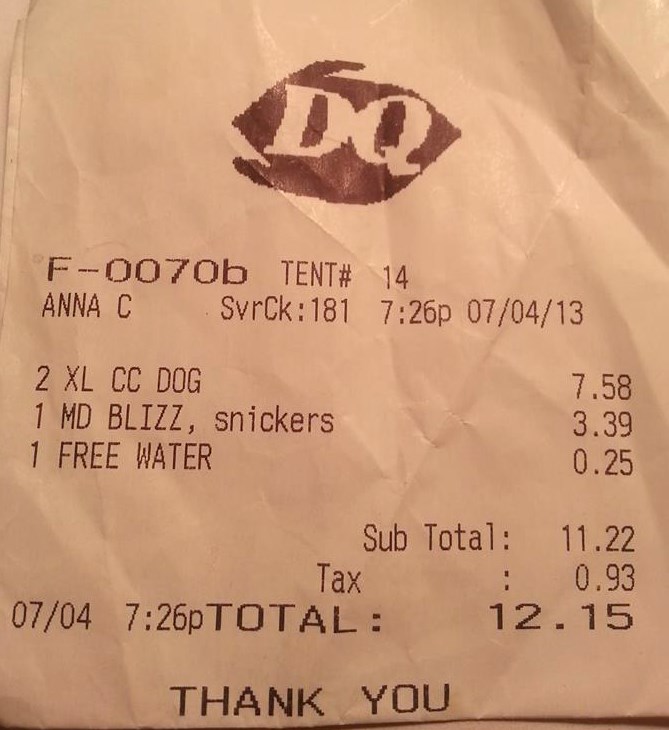 DQ
F-0070b TENT# 14
ANNA C SvrCk:181 7:26p 07/04/13
2 XL CC DOG 7.58
1 MD BLIZZ, snickers 3.39
1 FREE WATER 0.25
Sub Total: 11.22
Tax : 0.93
07/04 7:26pTOTAL: 12.15
THANK YOU